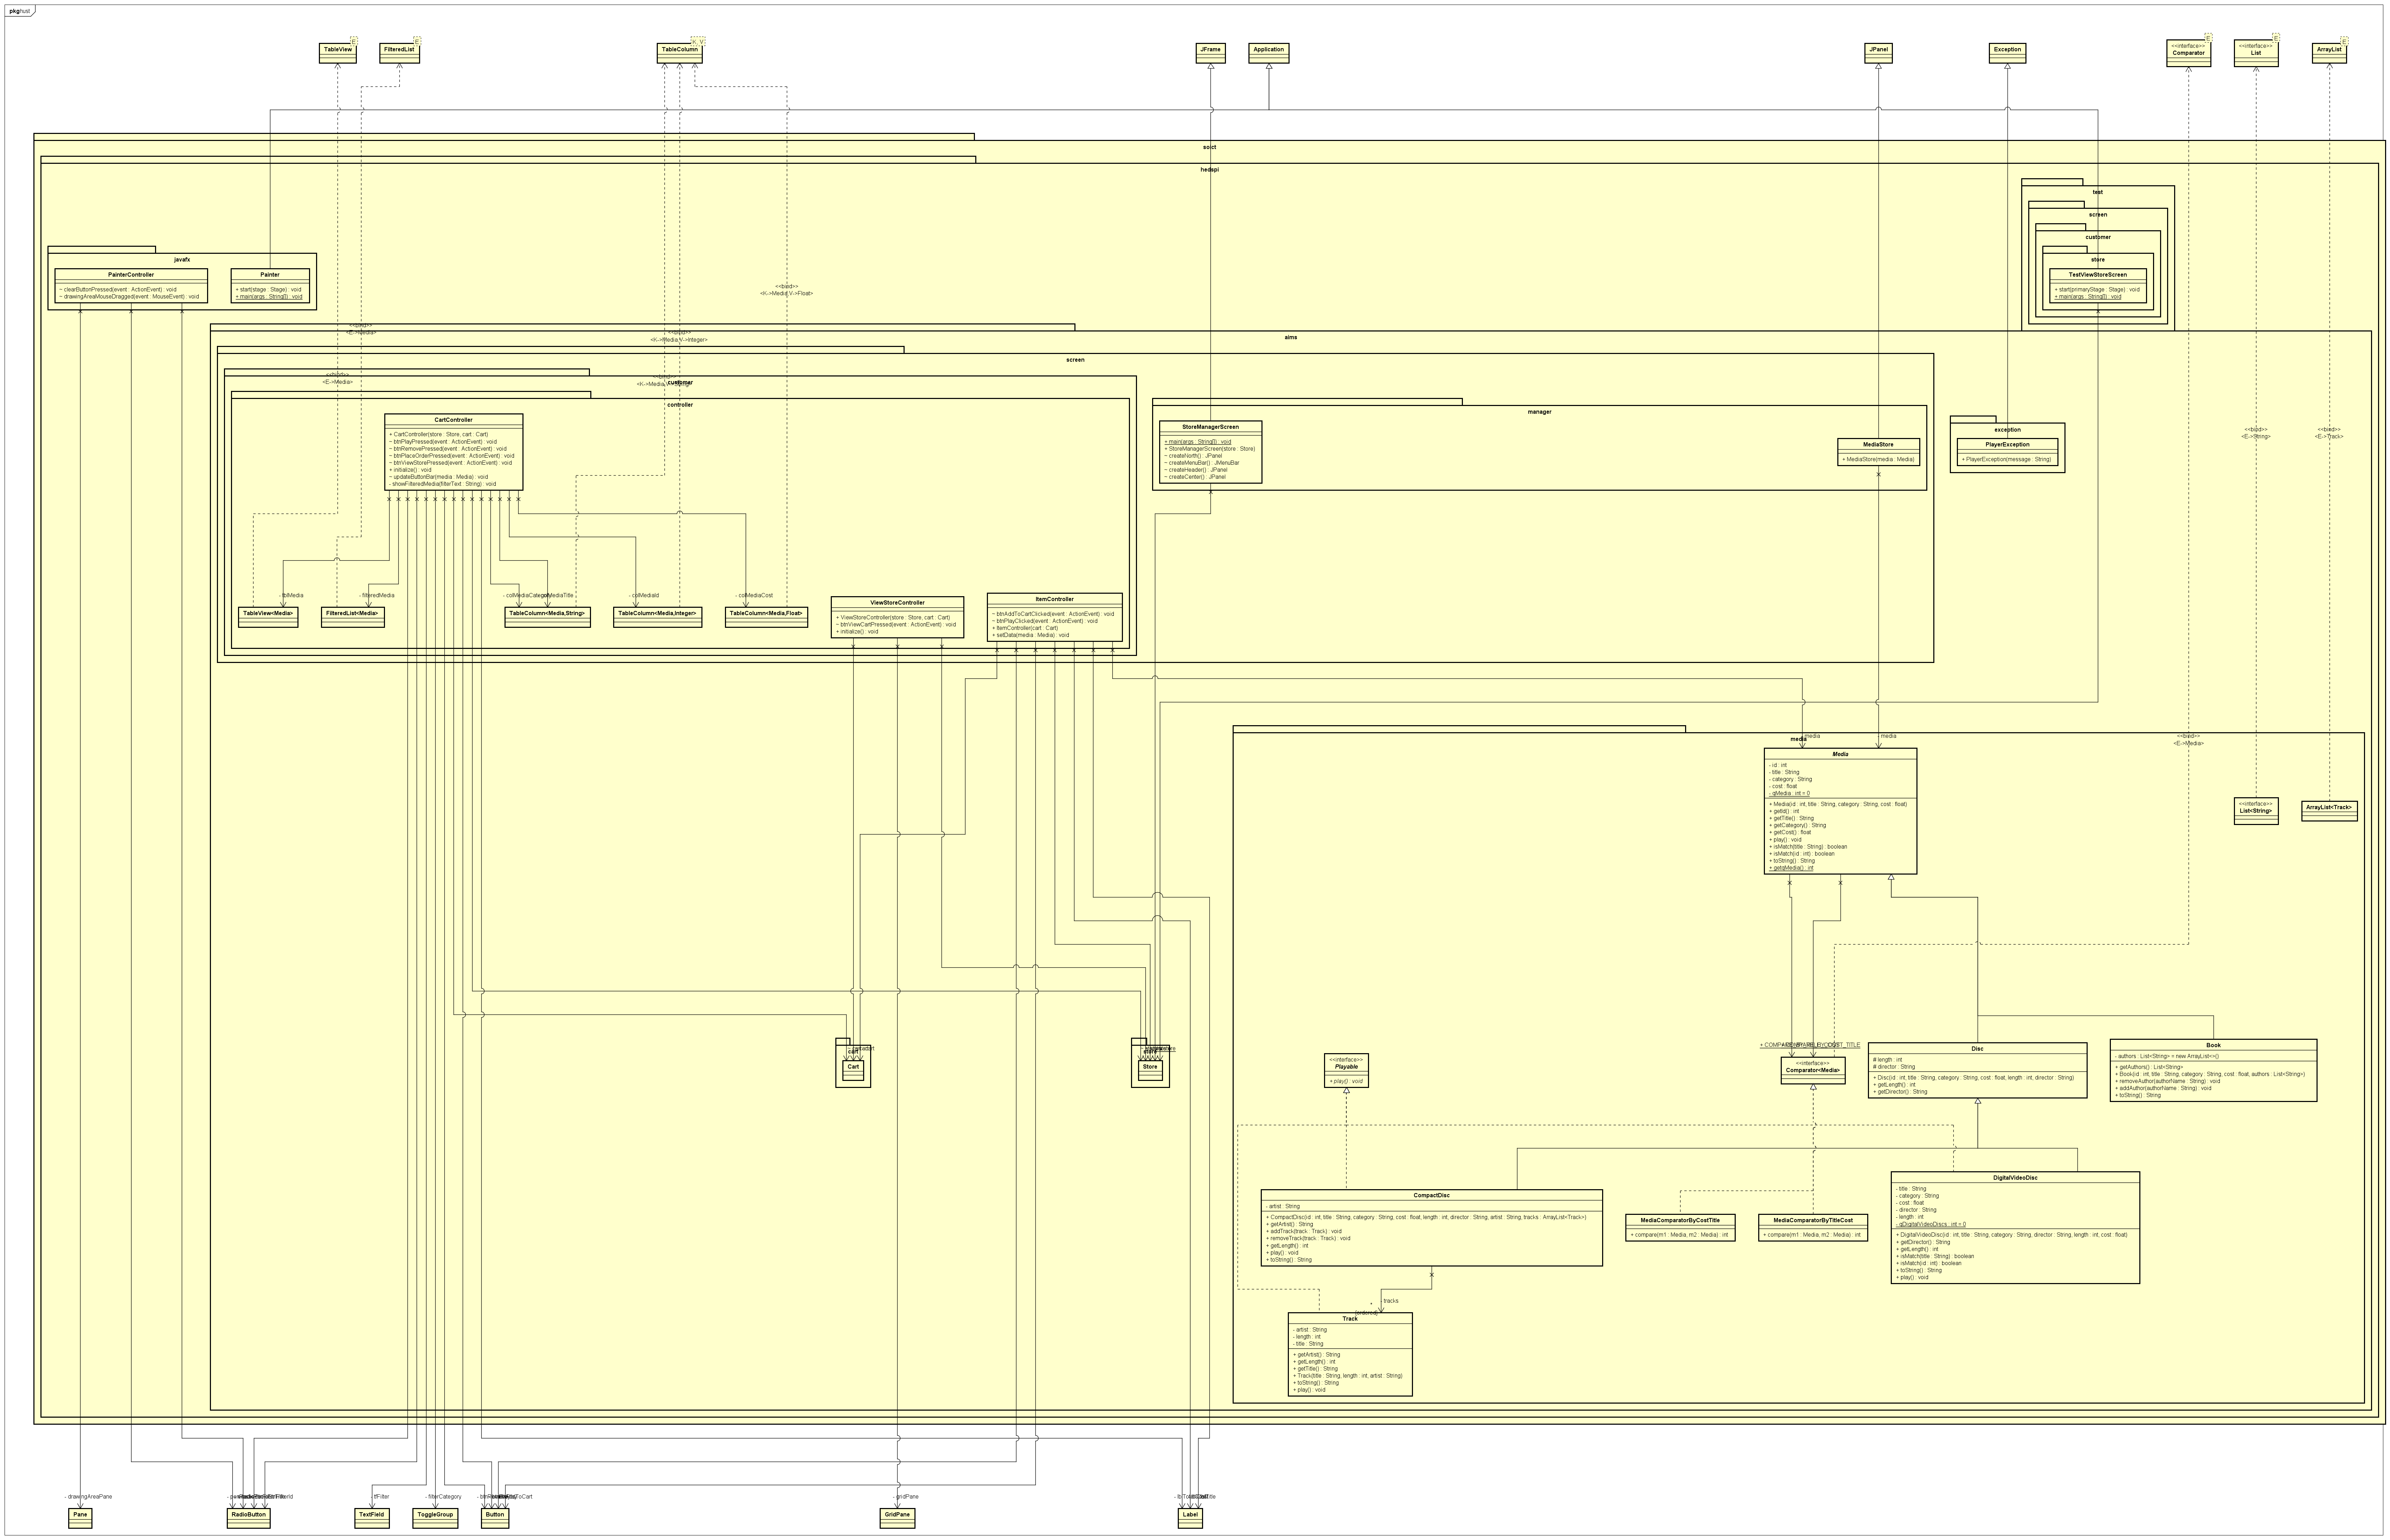 pkg hust
TableView
E
FilteredList
E
TableColumn
K, V
JFrame
Application
JPanel
Exception
<<interface>>
Comparator
E
<<interface>>
List
E
ArrayList
E
soict
hedspi
test
screen
customer
store
TestViewStoreScreen
+ start(primaryStage : Stage) : void
+ main(args : String[]) : void
javafx
PainterController
~ clearButtonPressed(event : ActionEvent) : void
~ drawingAreaMouseDragged(event : MouseEvent) : void
Painter
+ start(stage : Stage) : void
+ main(args : String[]) : void
<<bind>>
<K->Media,V->Float>
<<bind>>
<E->Media>
<<bind>>
<K->Media,V->Integer>
aims
screen
<<bind>>
<E->Media>
customer
<K->Media,
controller
CartController
+ CartController(store : Store, cart : Cart)
~ btnPlayPressed(event : ActionEvent) : void
~ btnRemovePressed(event : ActionEvent) : void
~ btnPlaceOrderPressed(event : ActionEvent) : void
~ btnViewStorePressed(event : ActionEvent) : void
+ initialize() : void
~ updateButtonBar(media : Media) : void
- showFilteredMedia(filterText : String) : void
manager
StoreManagerScreen
+ main(args : String[]) : void
+ StoreManagerScreen(store : Store)
~ createNorth() : JPanel
~ createMenuBar() : JMenuBar
~ createHeader() : JPanel
~ createCenter() : JPanel
MediaStore
+ MediaStore(media : Media)
exception
PlayerException
+ PlayerException(message : String)
<<bind>>
<E->String>
<<bind>>
<E->Track>
- tblMedia
- filteredMedia
- colMediaId
- colMediaCost
TableView<Media>
FilteredList<Media>
TableColumn<Media,String>
TableColumn<Media,Integer>
TableColumn<Media,Float>
ViewStoreController
+ ViewStoreController(store : Store, cart : Cart)
~ btnViewCartPressed(event : ActionEvent) : void
+ initialize() : void
ItemController
~ btnAddToCartClicked(event : ActionEvent) : void
~ btnPlayClicked(event : ActionEvent) : void
+ ItemController(cart : Cart)
+ setData(media : Media) : void
media
- media
- media
<<bind>>
<E->Media>
Media
- id : int
- title : String
- category : String
- cost : float
- qMedia : int = 0
+ Media(id : int, title : String, category : String, cost : float)
+ getId() : int
+ getTitle() : String
+ getCategory() : String
+ getCost() : float
+ play() : void
+ isMatch(title : String) : boolean
+ isMatch(id : int) : boolean
+ toString() : String
+ getqMedia() : int
<<interface>>
List<String>
ArrayList<Track>
cart
Cart
store
Store
<<interface>>
Playable
+ play() : void
<<interface>>
Comparator<Media>
Disc
# length : int
# director : String
+ Disc(id : int, title : String, category : String, cost : float, length : int, director : String)
+ getLength() : int
+ getDirector() : String
Book
- authors : List<String> = new ArrayList<>()
+ getAuthors() : List<String>
+ Book(id : int, title : String, category : String, cost : float, authors : List<String>)
+ removeAuthor(authorName : String) : void
+ addAuthor(authorName : String) : void
+ toString() : String
CompactDisc
- artist : String
+ CompactDisc(id : int, title : String, category : String, cost : float, length : int, director : String, artist : String, tracks : ArrayList<Track>)
+ getArtist() : String
+ addTrack(track : Track) : void
+ removeTrack(track : Track) : void
+ getLength() : int
+ play() : void
+ toString() : String
MediaComparatorByCostTitle
+ compare(m1 : Media, m2 : Media) : int
MediaComparatorByTitleCost
+ compare(m1 : Media, m2 : Media) : int
DigitalVideoDisc
- title : String
- category : String
- cost : float
- director : String
- length : int
- qDigitalVideoDiscs : int = 0
+ DigitalVideoDisc(id : int, title : String, category : String, director : String, length : int, cost : float)
+ getDirector() : String
+ getLength() : int
+ isMatch(title : String) : boolean
+ isMatch(id : int) : boolean
+ toString() : String
+ play() : void
- tracks
*
{ordered}
Track
- artist : String
- length : int
- title : String
+ getArtist() : String
+ getLength() : int
+ getTitle() : String
+ Track(title : String, length : int, artist : String)
+ toString() : String
+ play() : void
- drawingAreaPane
- tfFilter
- filterCategory
- gridPane
Pane
RadioButton
TextField
ToggleGroup
Button
GridPane
Label